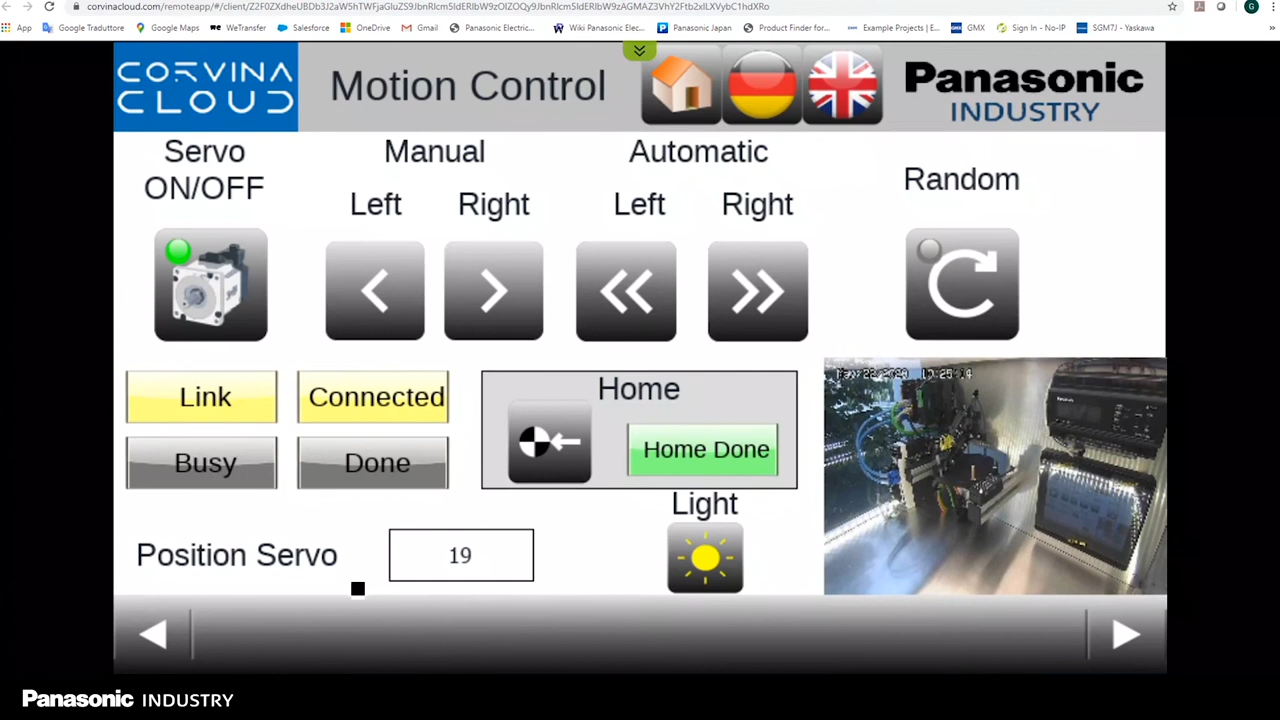 corvinacloud.com/remoteapp/#/client/Z2F0ZXdheUBDb3J2aW5hTWFjaGluZS9JbnRlcm5ldERlbW9zOlZOQy9JbnRlcm5ldERlbW9zAGMAZ3VhY2Ftb2xlLXVybC1hdXRo
App
Google Traduttore
Google Maps
WeTransfer
Salesforce
OneDrive
Gmail
Panasonic Electric...
Wiki Panasonic Elec...
Panasonic Japan
Product Finder for...
Example Projects | E...
GMX
Sign In - No-IP
SGM7J - Yaskawa
CORVINA
CLOUD
Motion Control
Panasonic
INDUSTRY
Servo
ON/OFF
Manual
Automatic
Random
Left
Right
Left
Right
Link
Connected
Home
Busy
Done
Home Done
Light
Position Servo
19
Panasonic INDUSTRY